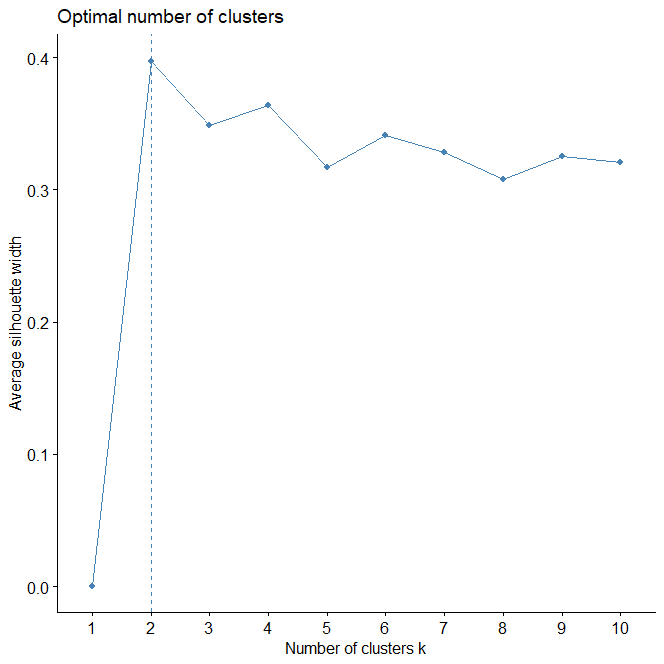 Optimal number of clusters
Average silhouette width
0.4
0.3
0.2
0.1
0.0
1 2 3 4 5 6 7 8 9 10
Number of clusters k